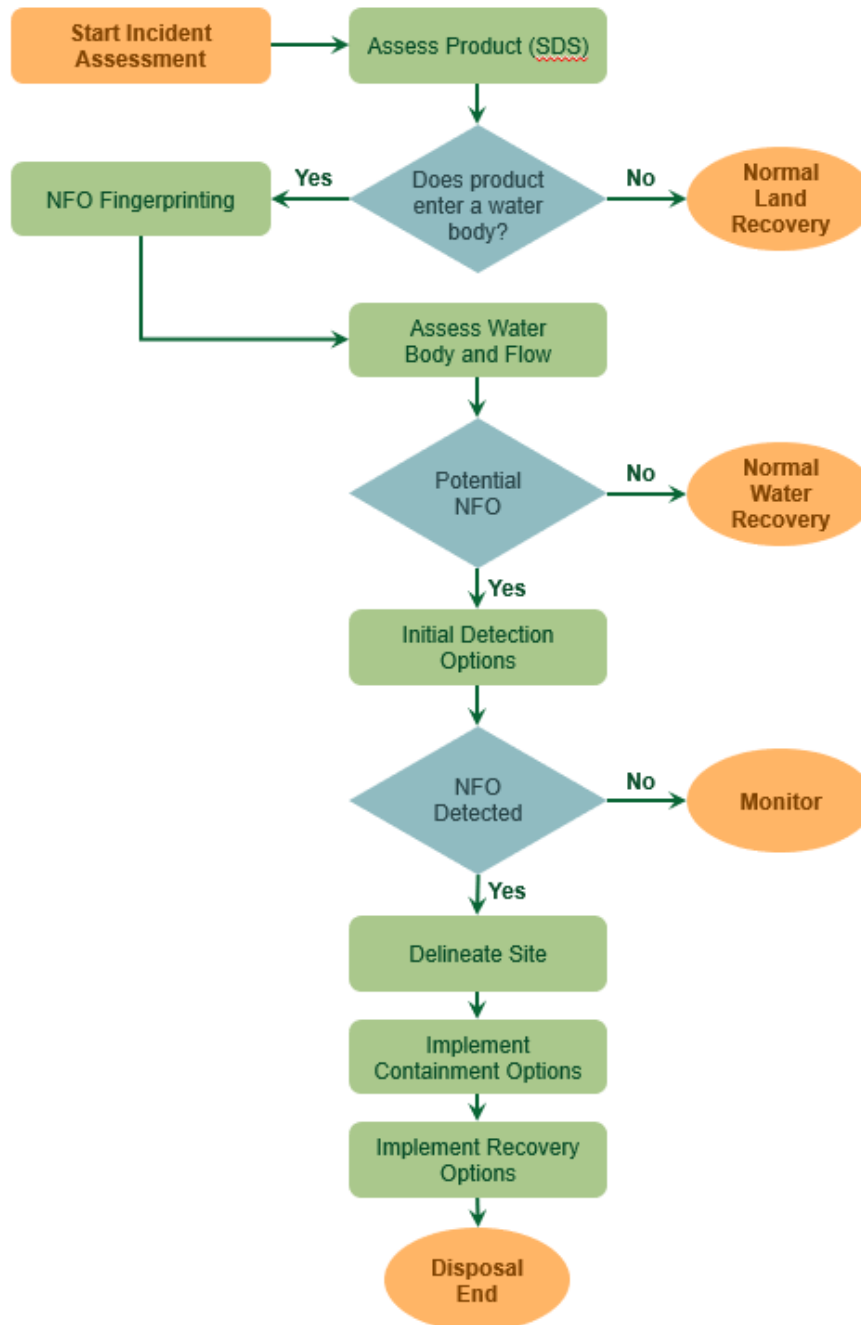 Start Incident
Assessment
Assess Product (SDS)
Does product
enter a water
body?
Yes
No
NFO Fingerprinting
Normal
Land
Recovery
Assess Water
Body and Flow
Potential
NFO
No
Normal
Water
Recovery
Yes
Initial Detection
Options
NFO
Detected
No
Monitor
Yes
Delineate Site
Implement
Containment Options
Implement Recovery
Options
Disposal
End